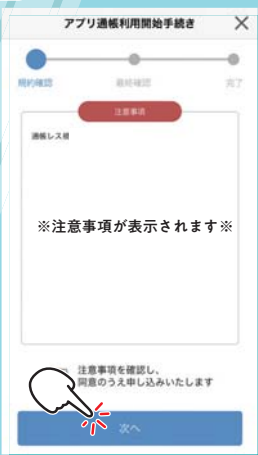 アプリ通帳利用開始手続き
規約確認
最終確認
完了
注意事項
通帳レス様
※注意事項が表示されます※
注意事項を確認し、
同意のうえ申し込みいたします
次へ